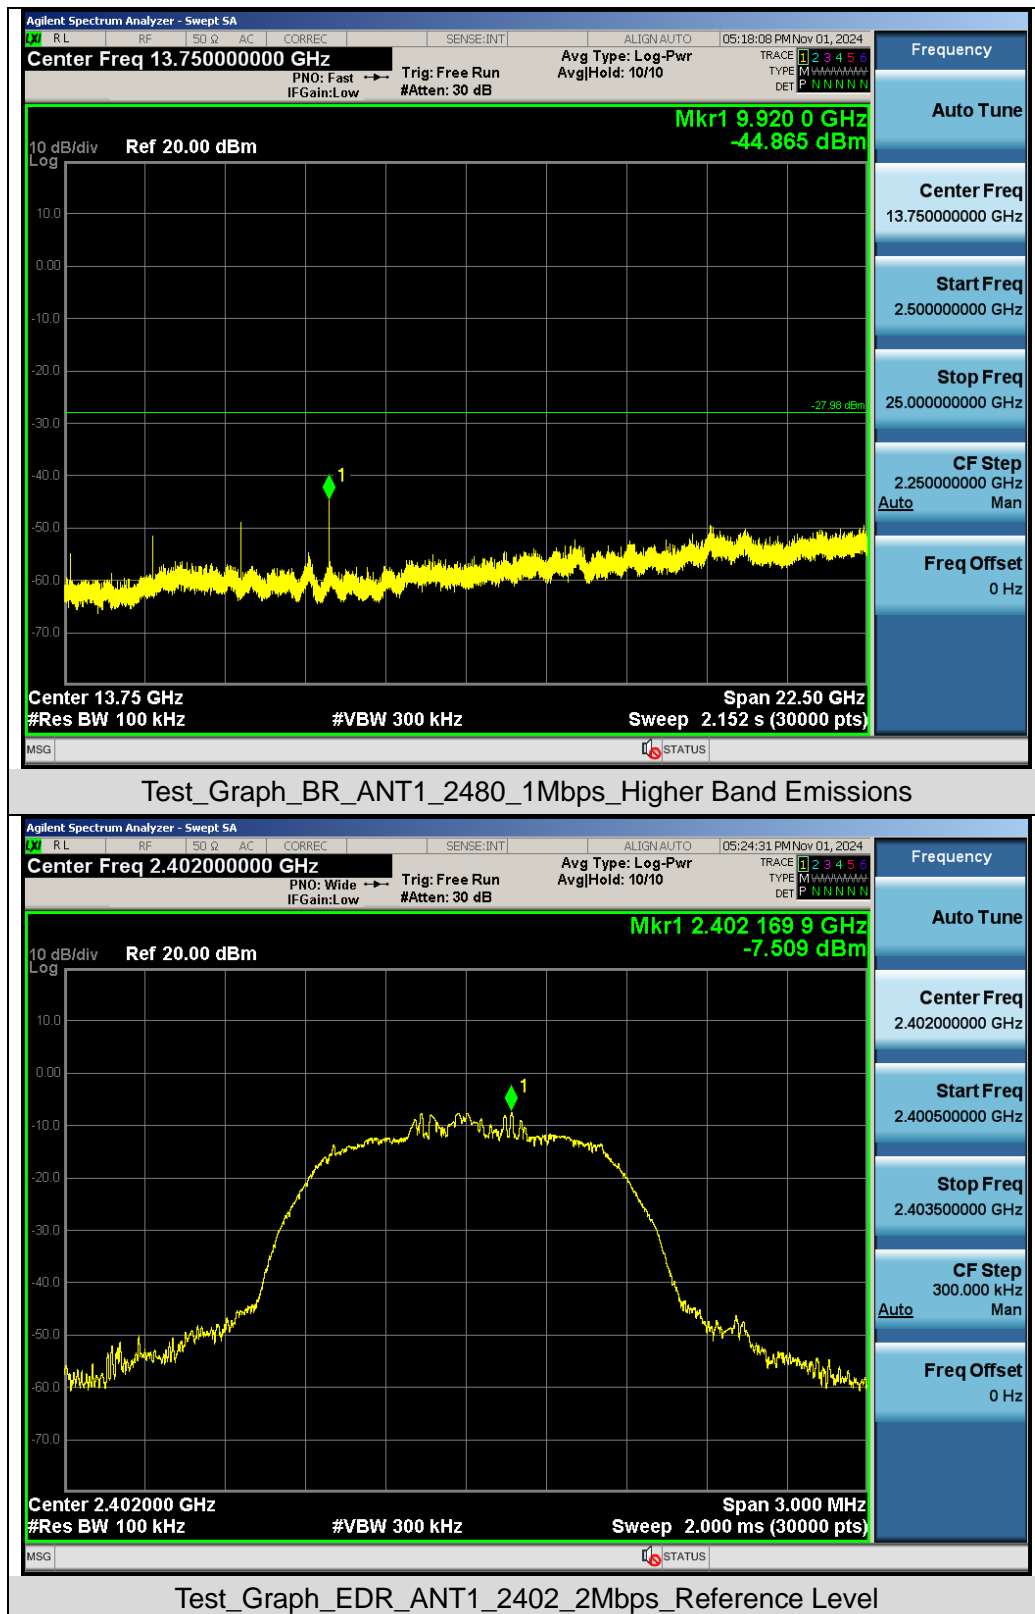 Agilent Spectrum Analyzer - Swept SA
LXI RL RF 50 Ω AC CORREC SENSE:INT ALIGN AUTO 05:18:08 PM Nov 01, 2024
Center Freq 13.750000000 GHz
PNO: Fast
IFGain:Low
Trig: Free Run
#Atten: 30 dB
Avg Type: Log-Pwr
Avg|Hold: 10/10
TRACE 1 2 3 4 5 6
TYPE M
DET P N N N N N
Mkr1 9.920 0 GHz
-44.865 dBm
10 dB/div Ref 20.00 dBm
Log
10.0
0.00
-10.0
-20.0
-27.98 dBm
-30.0
-40.0
1
-50.0
-60.0
-70.0
Center 13.75 GHz Span 22.50 GHz
#Res BW 100 kHz #VBW 300 kHz Sweep 2.152 s (30000 pts)
MSG STATUS
Frequency
Auto Tune
Center Freq
13.750000000 GHz
Start Freq
2.500000000 GHz
Stop Freq
25.000000000 GHz
CF Step
2.250000000 GHz
Auto Man
Freq Offset
0 Hz
Test_Graph_BR_ANT1_2480_1Mbps_Higher Band Emissions
Agilent Spectrum Analyzer - Swept SA
LXI RL RF 50 Ω AC CORREC SENSE:INT ALIGN AUTO 05:24:31 PM Nov 01, 2024
Center Freq 2.402000000 GHz
PNO: Wide
IFGain:Low
Trig: Free Run
#Atten: 30 dB
Avg Type: Log-Pwr
Avg|Hold: 10/10
TRACE 1 2 3 4 5 6
TYPE M
DET P N N N N N
Mkr1 2.402 169 9 GHz
-7.509 dBm
10 dB/div Ref 20.00 dBm
Log
10.0
0.00
1
-10.0
-20.0
-30.0
-40.0
-50.0
-60.0
-70.0
Center 2.402000 GHz Span 3.000 MHz
#Res BW 100 kHz #VBW 300 kHz Sweep 2.000 ms (30000 pts)
MSG STATUS
Frequency
Auto Tune
Center Freq
2.402000000 GHz
Start Freq
2.400500000 GHz
Stop Freq
2.403500000 GHz
CF Step
300.000 kHz
Auto Man
Freq Offset
0 Hz
Test_Graph_EDR_ANT1_2402_2Mbps_Reference Level